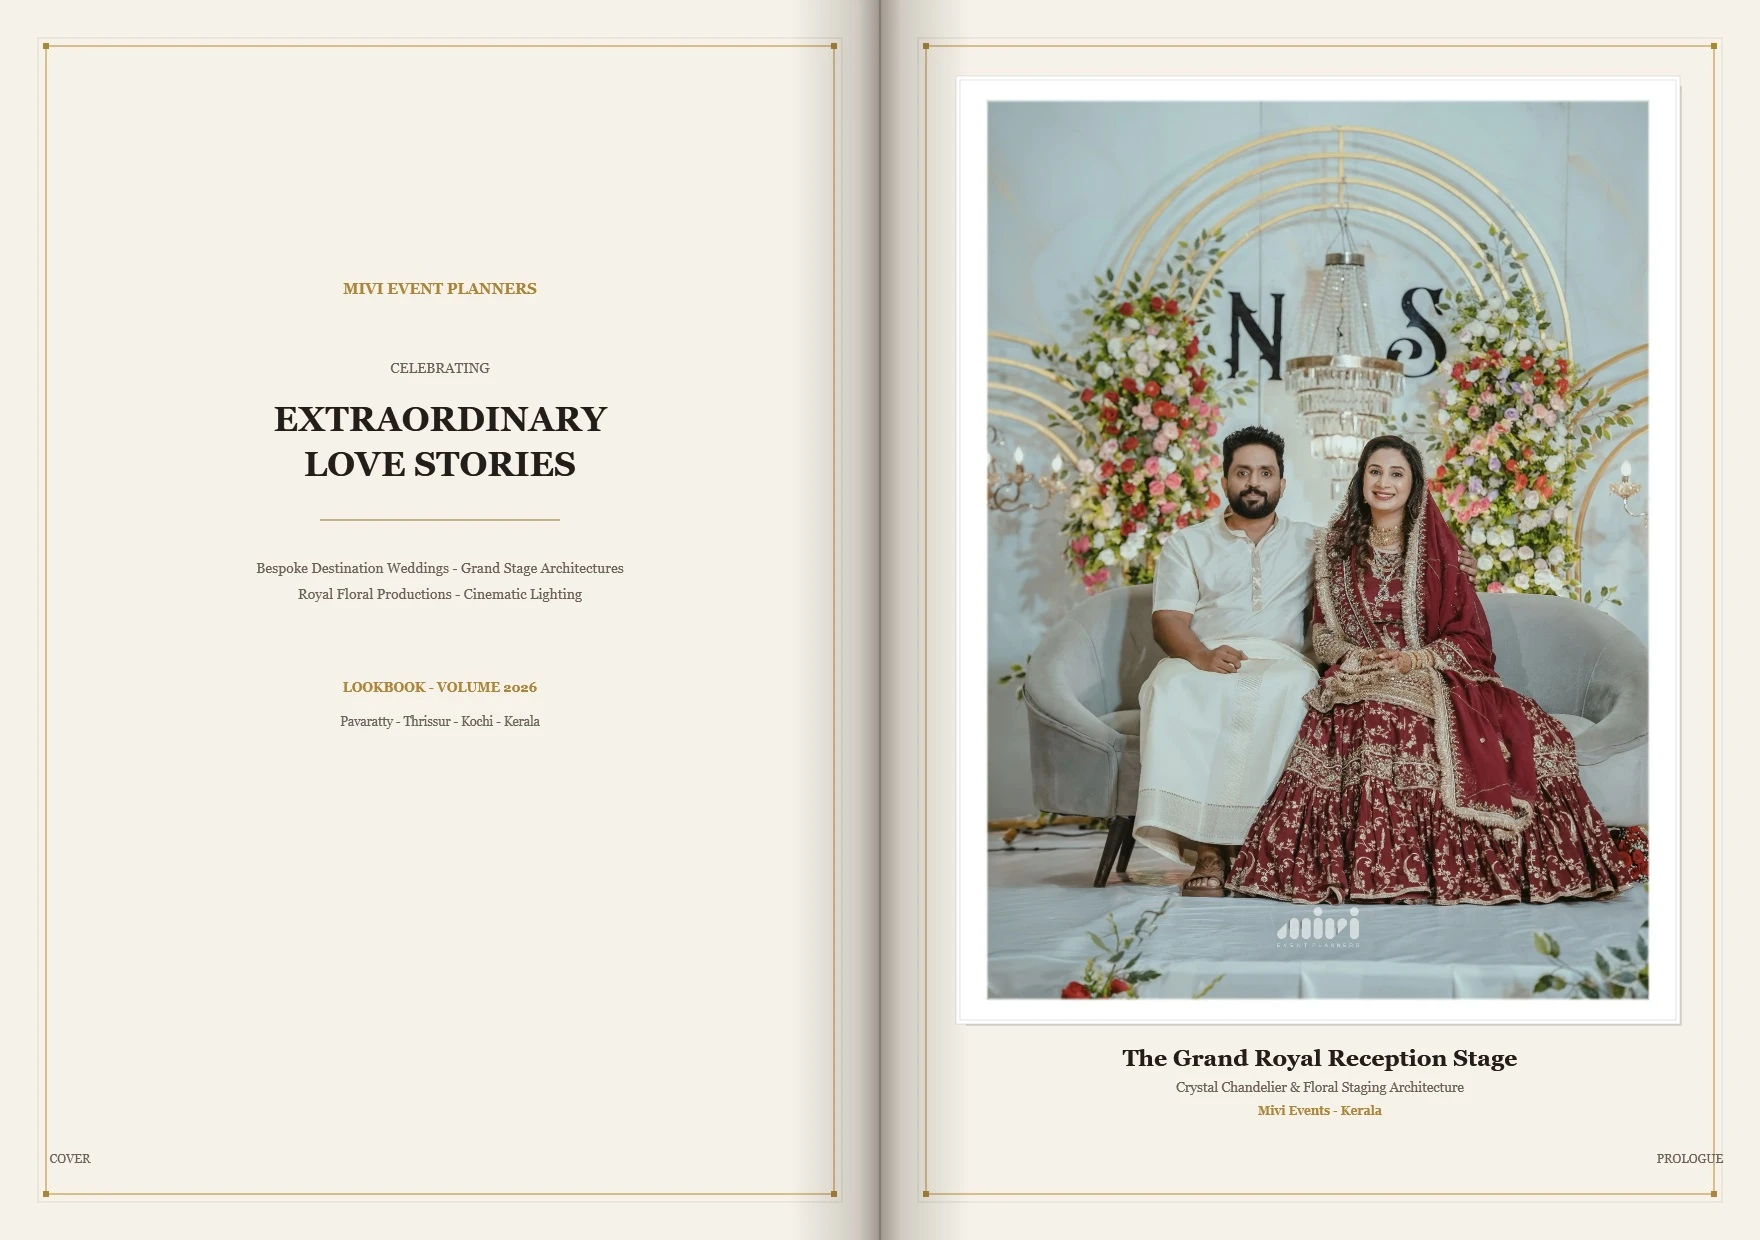 MIVI EVENT PLANNERS
CELEBRATING
EXTRAORDINARY
LOVE STORIES
Bespoke Destination Weddings - Grand Stage Architectures
Royal Floral Productions - Cinematic Lighting
LOOKBOOK - VOLUME 2026
Pavaratty - Thrissur - Kochi - Kerala
COVER
N S
mivi
EVENT PLANNERS
The Grand Royal Reception Stage
Crystal Chandelier & Floral Staging Architecture
Mivi Events - Kerala
PROLOGUE